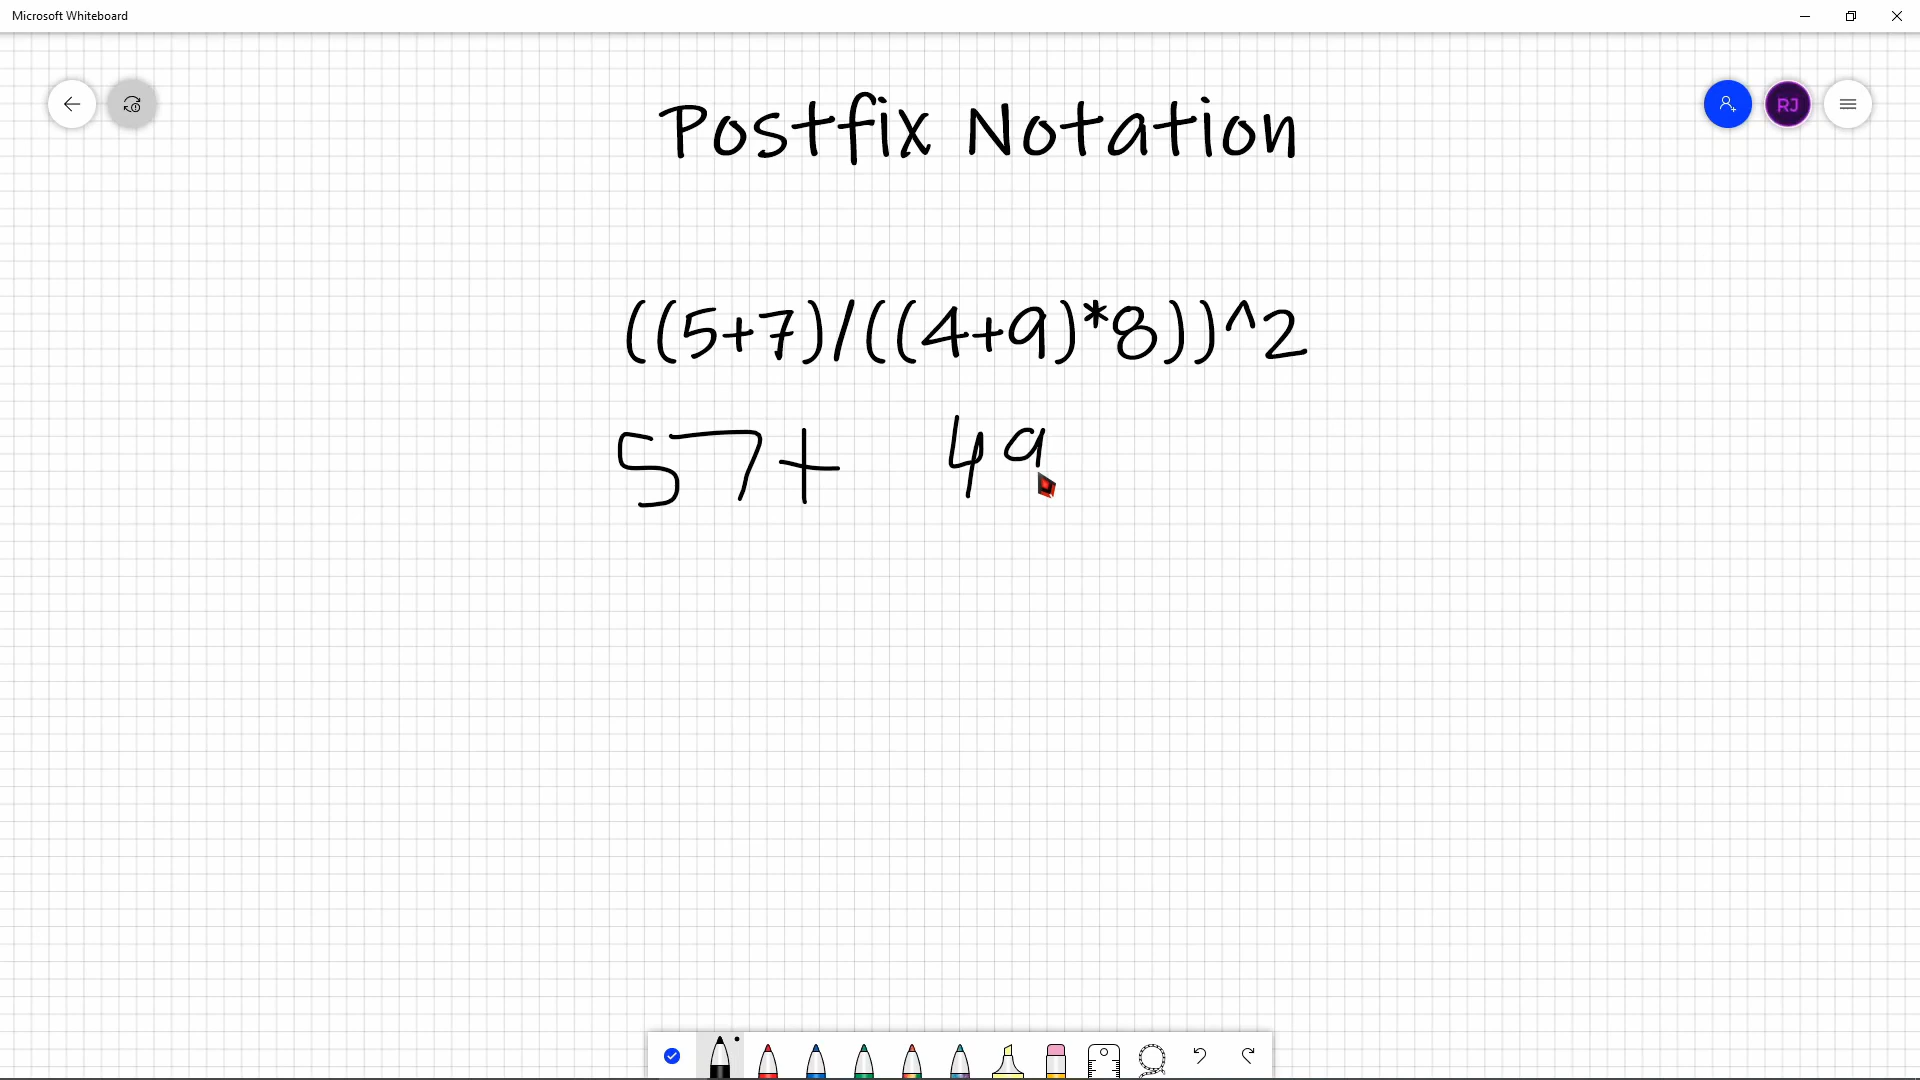 Microsoft Whiteboard
RJ
Postfix Notation
((5+7)/((4+9)*8))^2
57+ 49